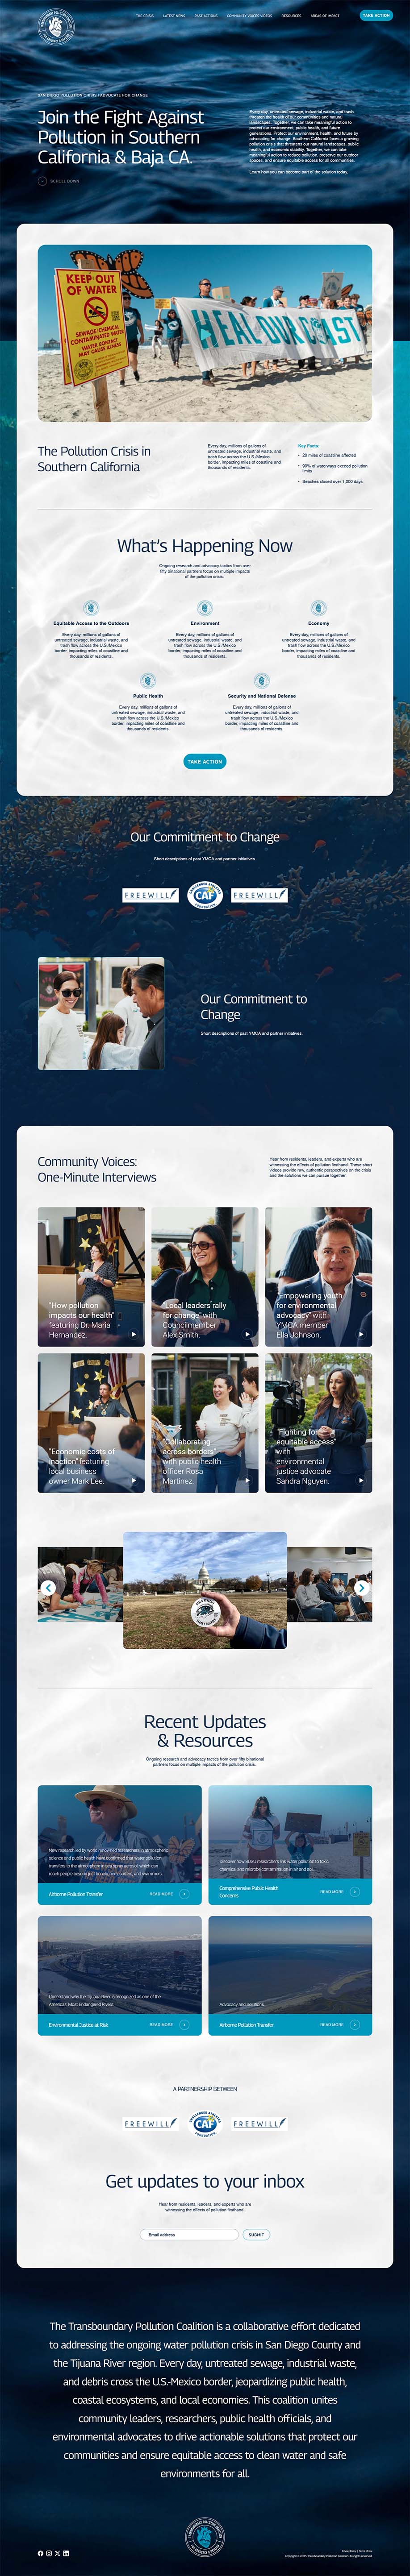 THE CRISIS
LATEST NEWS
PAST ACTIONS
COMMUNITY VOICES VIDEOS
RESOURCES
AREAS OF IMPACT
TAKE ACTION
SAN DIEGO POLLUTION CRISIS | ADVOCATE FOR CHANGE
Join the Fight Against
Pollution in Southern
California & Baja CA.
SCROLL DOWN
Every day, untreated sewage, industrial waste, and trash
threaten the health of our communities and natural
landscapes. Together, we can take meaningful action to
protect our environment, public health, and future
generations. Protect our environment, health, and future by
advocating for change. Southern California faces a growing
pollution crisis that threatens our natural landscapes, public
health, and economic stability. Together, we can take
meaningful action to reduce pollution, preserve our outdoor
spaces, and ensure equitable access for all communities.
Learn how you can become part of the solution today.
KEEP OUT
OF WATER
SEWAGE/CHEMICAL
CONTAMINATED WATER
WATER CONTACT
MAY CAUSE ILLNESS
HEAL OUR COAST
The Pollution Crisis in
Southern California
Every day, millions of gallons of
untreated sewage, industrial waste, and
trash flow across the U.S./Mexico
border, impacting miles of coastline and
thousands of residents.
Key Facts:
• 20 miles of coastline affected
• 90% of waterways exceed pollution
limits
• Beaches closed over 1,000 days
What's Happening Now
Ongoing research and advocacy tactics from over
fifty binational partners focus on multiple impacts
of the pollution crisis.
Equitable Access to the Outdoors
Every day, millions of gallons of
untreated sewage, industrial waste, and
trash flow across the U.S./Mexico
border, impacting miles of coastline and
thousands of residents.
Environment
Every day, millions of gallons of
untreated sewage, industrial waste, and
trash flow across the U.S./Mexico
border, impacting miles of coastline and
thousands of residents.
Economy
Every day, millions of gallons of
untreated sewage, industrial waste, and
trash flow across the U.S./Mexico
border, impacting miles of coastline and
thousands of residents.
Public Health
Every day, millions of gallons of
untreated sewage, industrial waste, and
trash flow across the U.S./Mexico
border, impacting miles of coastline and
thousands of residents.
Security and National Defense
Every day, millions of gallons of
untreated sewage, industrial waste, and
trash flow across the U.S./Mexico
border, impacting miles of coastline and
thousands of residents.
TAKE ACTION
Our Commitment to Change
Short descriptions of past YMCA and partner initiatives.
FREEWILL
CHALLENGED ATHLETES
CAF
FOUNDATION
FREEWILL
Our Commitment to
Change
Short descriptions of past YMCA and partner initiatives.
Community Voices:
One-Minute Interviews
Hear from residents, leaders, and experts who are
witnessing the effects of pollution firsthand. These short
videos provide raw, authentic perspectives on the crisis
and the solutions we can pursue together.
"How pollution
impacts our health"
featuring Dr. Maria
Hernandez.
"Local leaders rally
for change" with
Councilmember
Alex Smith.
"Empowering youth
for environmental
advocacy" with
YMCA member
Ella Johnson.
"Economic costs of
inaction" featuring
local business
owner Mark Lee.
"Collaborating
across borders"
with public health
officer Rosa
Martinez.
"Fighting for
equitable access"
with
environmental
justice advocate
Sandra Nguyen.
Recent Updates
& Resources
Ongoing research and advocacy tactics from over fifty binational
partners focus on multiple impacts of the pollution crisis.
New research led by world-renowned researchers in atmospheric
science and public health have confirmed that water pollution
transfers to the atmosphere in sea spray aerosol, which can
reach people beyond just beachgoers, surfers, and swimmers.
Airborne Pollution Transfer
READ MORE
Discover how SDSU researchers link water pollution to toxic
chemical and microbial contamination in air and soil.
Comprehensive Public Health
Concerns
READ MORE
Understand why the Tijuana River is recognized as one of the
America's Most Endangered Rivers.
Environmental Justice at Risk
READ MORE
Advocacy and Solutions.
Airborne Pollution Transfer
READ MORE
A PARTNERSHIP BETWEEN
FREEWILL
CHALLENGED ATHLETES
CAF
FOUNDATION
FREEWILL
Get updates to your inbox
Hear from residents, leaders, and experts who are
witnessing the effects of pollution firsthand.
Email address
SUBMIT
The Transboundary Pollution Coalition is a collaborative effort dedicated
to addressing the ongoing water pollution crisis in San Diego County and
the Tijuana River region. Every day, untreated sewage, industrial waste,
and debris cross the U.S.-Mexico border, jeopardizing public health,
coastal ecosystems, and local economies. This coalition unites
community leaders, researchers, public health officials, and
environmental advocates to drive actionable solutions that protect our
communities and ensure equitable access to clean water and safe
environments for all.
Privacy Policy | Terms of Use
Copyright © 2025 Transboundary Pollution Coalition. All rights reserved.